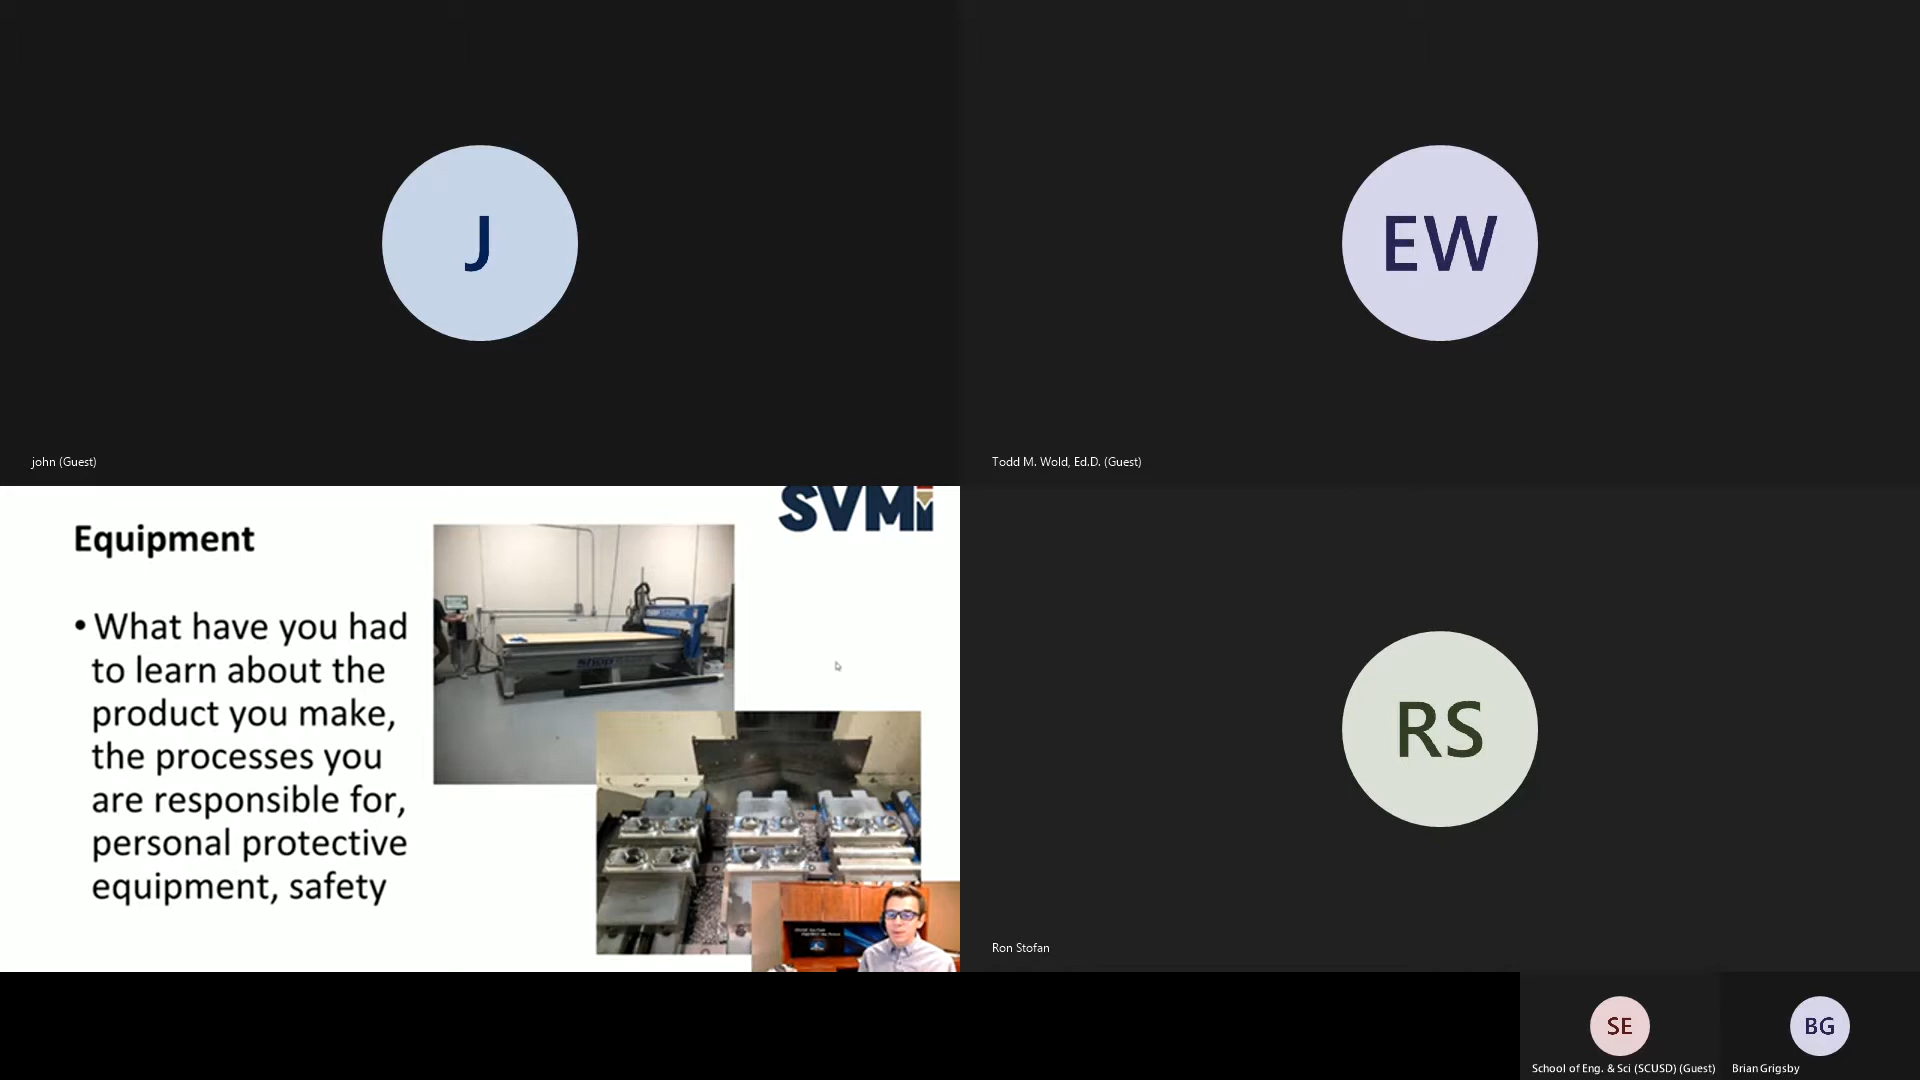 J
john (Guest)
EW
Todd M. Wold, Ed.D. (Guest)
SVMi
Equipment
• What have you had
to learn about the
product you make,
the processes you
are responsible for,
personal protective
equipment, safety
RS
Ron Stofan
SE
School of Eng. & Sci (SCUSD) (Guest)
BG
Brian Grigsby